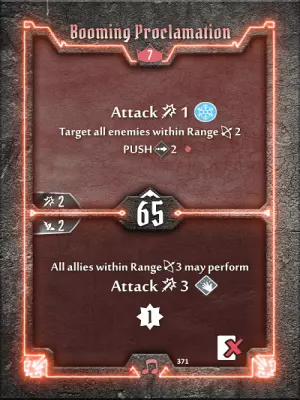 Booming Proclamation
7
Attack 1
Target all enemies within Range 2
PUSH 2
2
65
2
All allies within Range 3 may perform
Attack 3
1
371